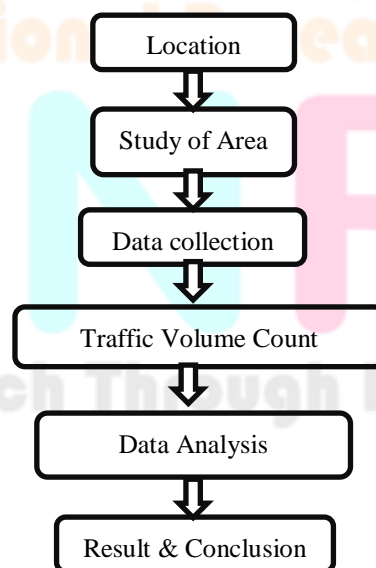 Location
Study of Area
Data collection
Traffic Volume Count
Data Analysis
Result & Conclusion